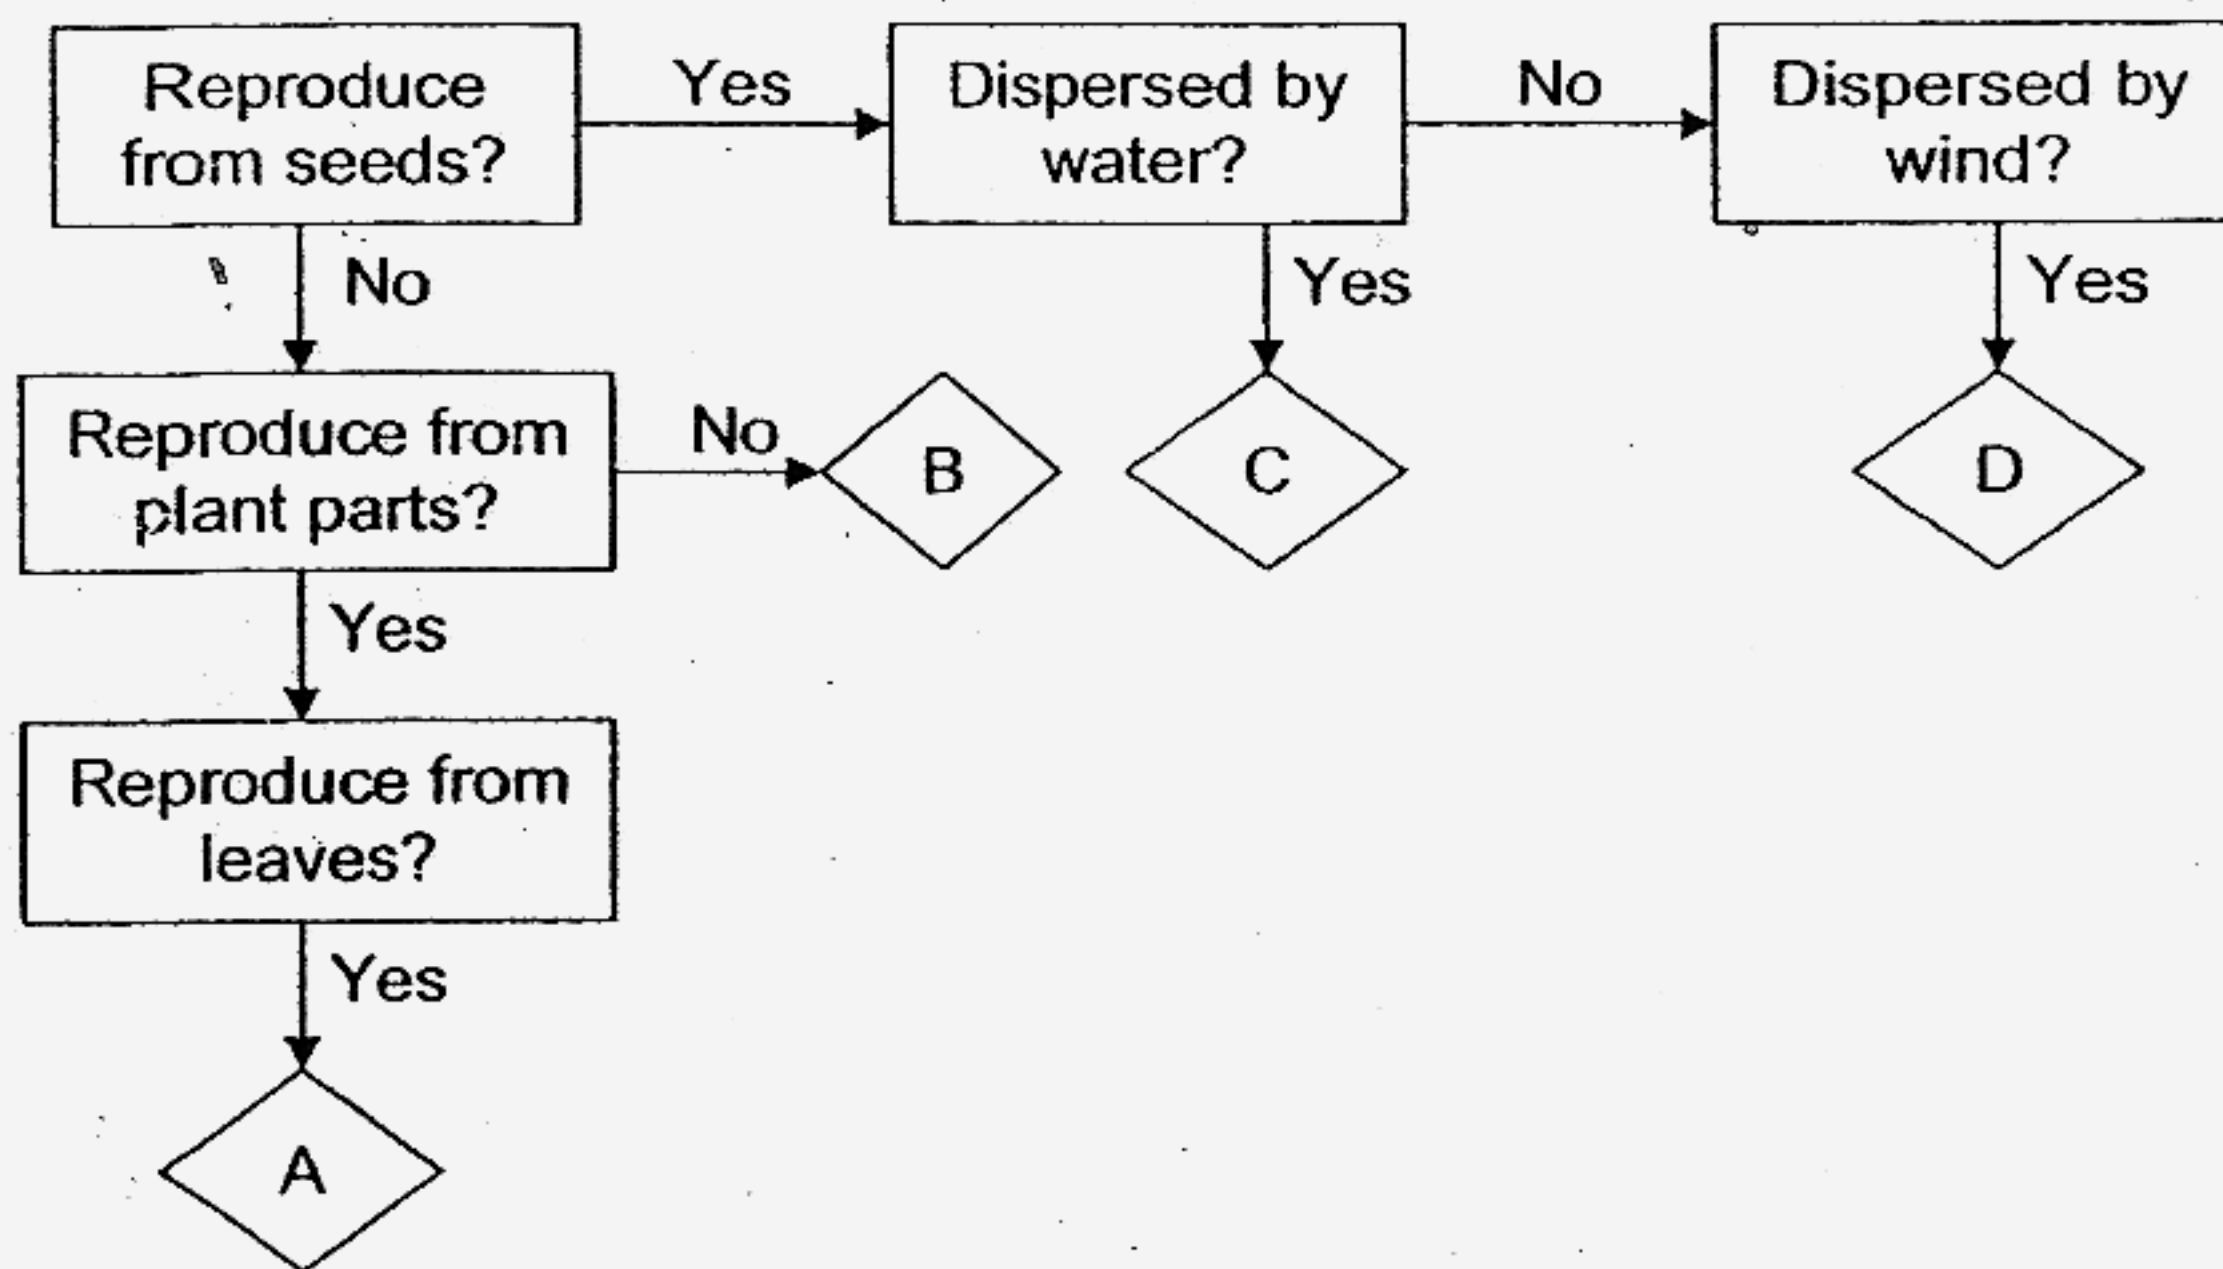 Reproduce
from seeds?
Yes
Dispersed by
water?
No
Dispersed by
wind?
No
Yes
Yes
Reproduce from
plant parts?
No
B
C
D
Yes
Reproduce from
leaves?
Yes
A